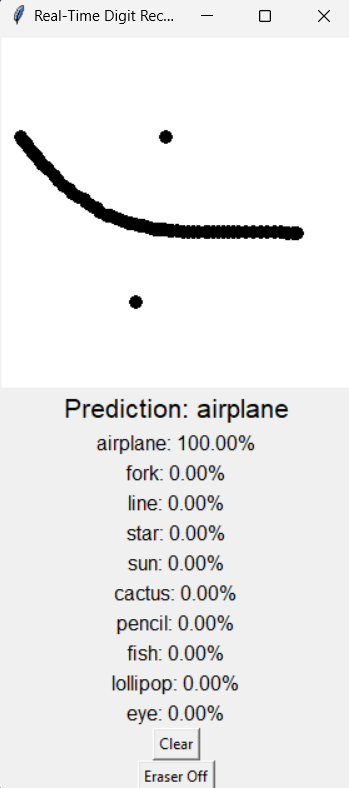 Real-Time Digit Rec...
Prediction: airplane
airplane: 100.00%
fork: 0.00%
line: 0.00%
star: 0.00%
sun: 0.00%
cactus: 0.00%
pencil: 0.00%
fish: 0.00%
lollipop: 0.00%
eye: 0.00%
Clear
Eraser Off